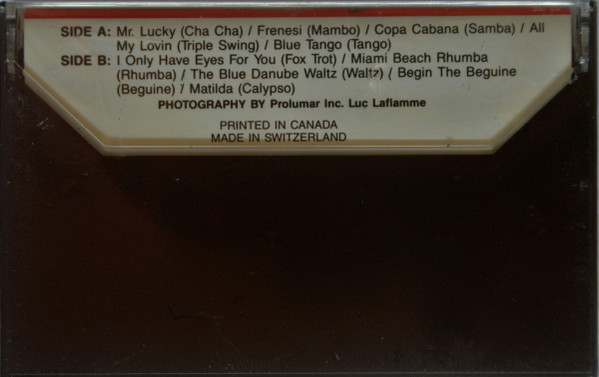 SIDE A: Mr. Lucky (Cha Cha) / Frenesi (Mambo) / Copa Cabana (Samba) / All
My Lovin (Triple Swing) / Blue Tango (Tango)
SIDE B: I Only Have Eyes For You (Fox Trot) / Miami Beach Rhumba
(Rhumba) / The Blue Danube Waltz (Waltz) / Begin The Beguine
(Beguine) / Matilda (Calypso)
PHOTOGRAPHY BY Prolumar Inc. Luc Laflamme
PRINTED IN CANADA
MADE IN SWITZERLAND